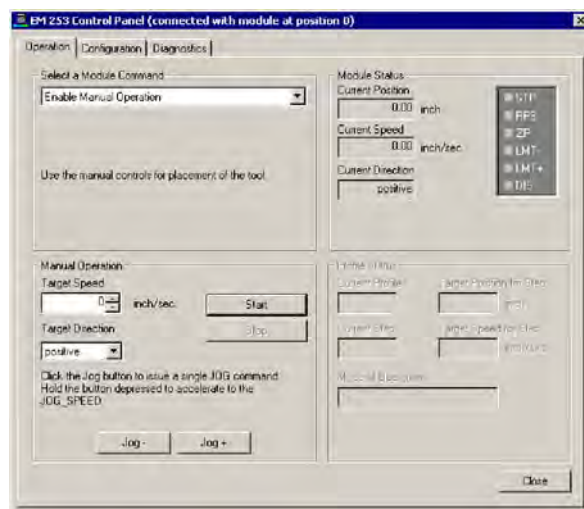 EM 253 Control Panel (connected with module at position 0)
Operation Configuration Diagnostics
Select a Module Command
Enable Manual Operation
Use the manual controls for placement of the tool.
Module Status
Current Position
0.00 inch
Current Speed
0.00 inch/sec
Current Direction
positive
STP
RPS
ZP
LMT-
LMT+
DIS
Manual Operation
Target Speed
0 inch/sec
Start
Target Direction
Stop
positive
Click the Jog button to issue a single JOG command.
Hold the button depressed to accelerate to the
JOG_SPEED.
Jog - Jog +
Profile Status
Current Profile Target Position for Step
inch
Current Step Target Speed for Step
Close